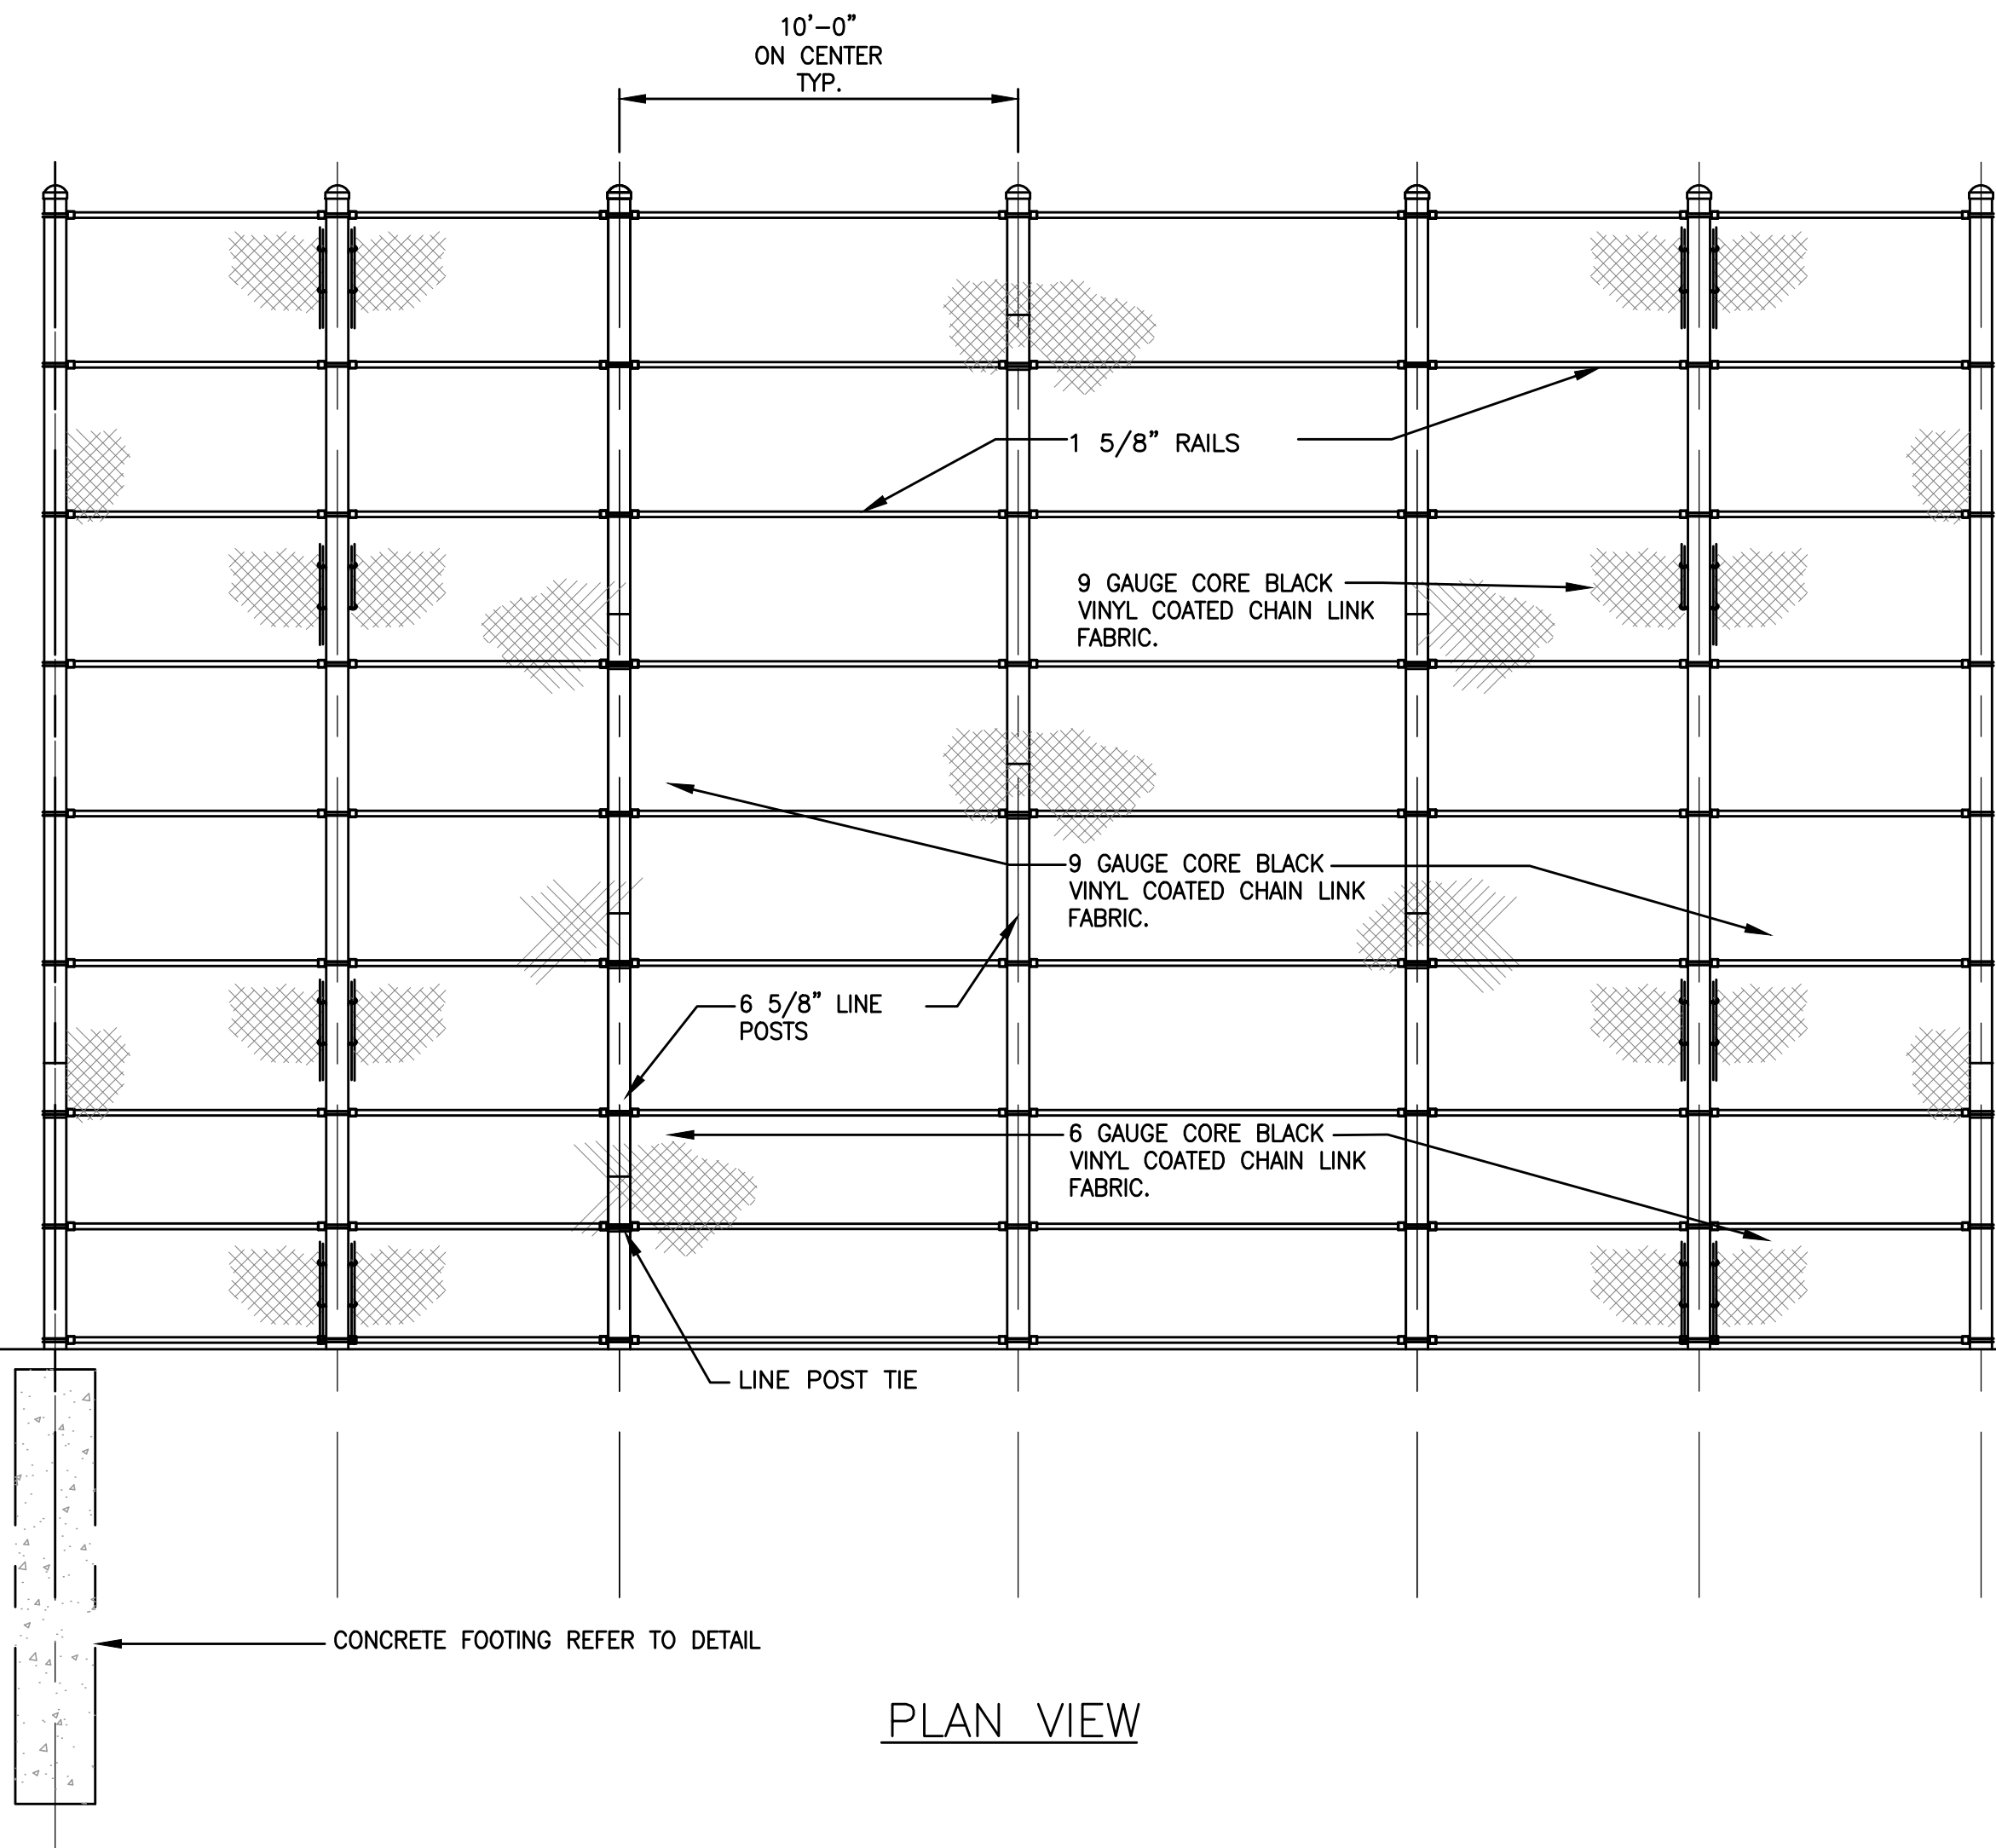 10'-0"
ON CENTER
TYP.
1 5/8" RAILS
9 GAUGE CORE BLACK
VINYL COATED CHAIN LINK
FABRIC.
9 GAUGE CORE BLACK
VINYL COATED CHAIN LINK
FABRIC.
6 5/8" LINE
POSTS
6 GAUGE CORE BLACK
VINYL COATED CHAIN LINK
FABRIC.
LINE POST TIE
CONCRETE FOOTING REFER TO DETAIL
PLAN VIEW